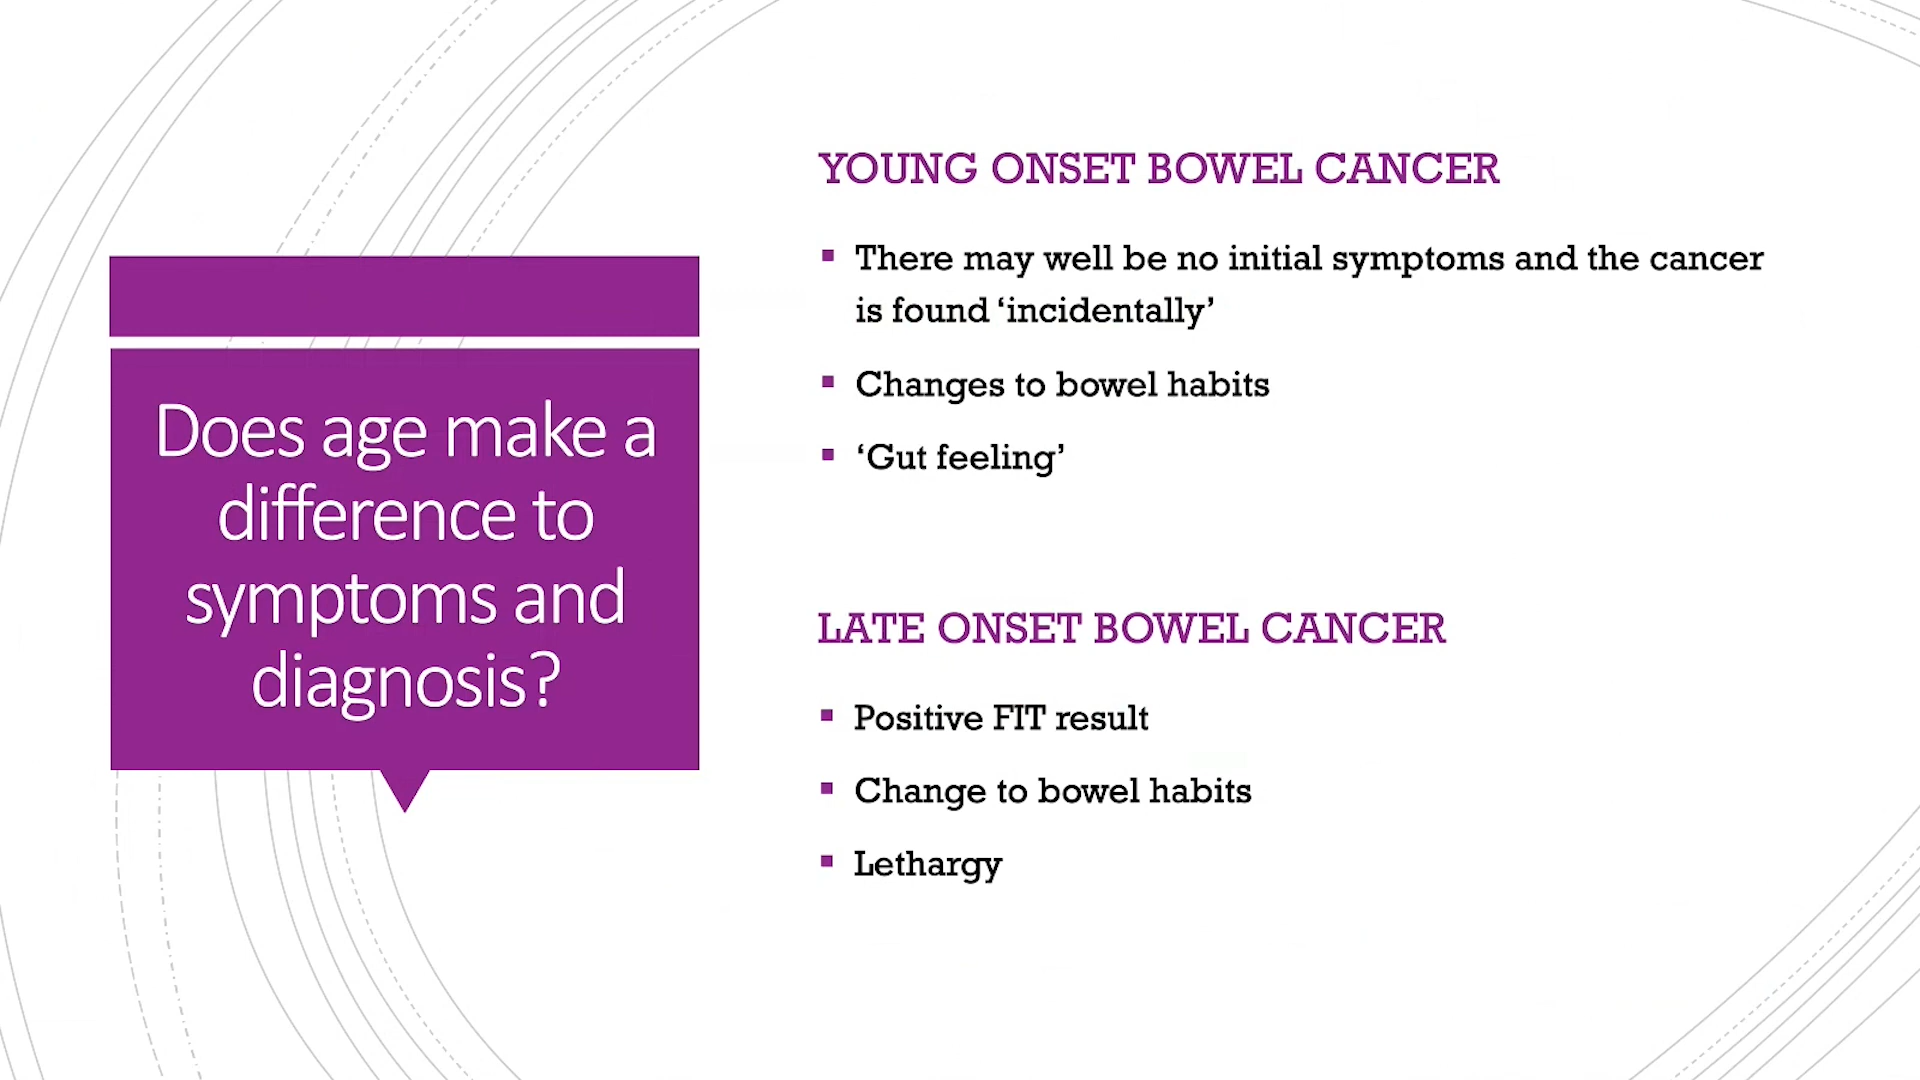 Does age make a
difference to
symptoms and
diagnosis?
YOUNG ONSET BOWEL CANCER
▪ There may well be no initial symptoms and the cancer
is found ‘incidentally’
▪ Changes to bowel habits
▪ ‘Gut feeling’
LATE ONSET BOWEL CANCER
▪ Positive FIT result
▪ Change to bowel habits
▪ Lethargy